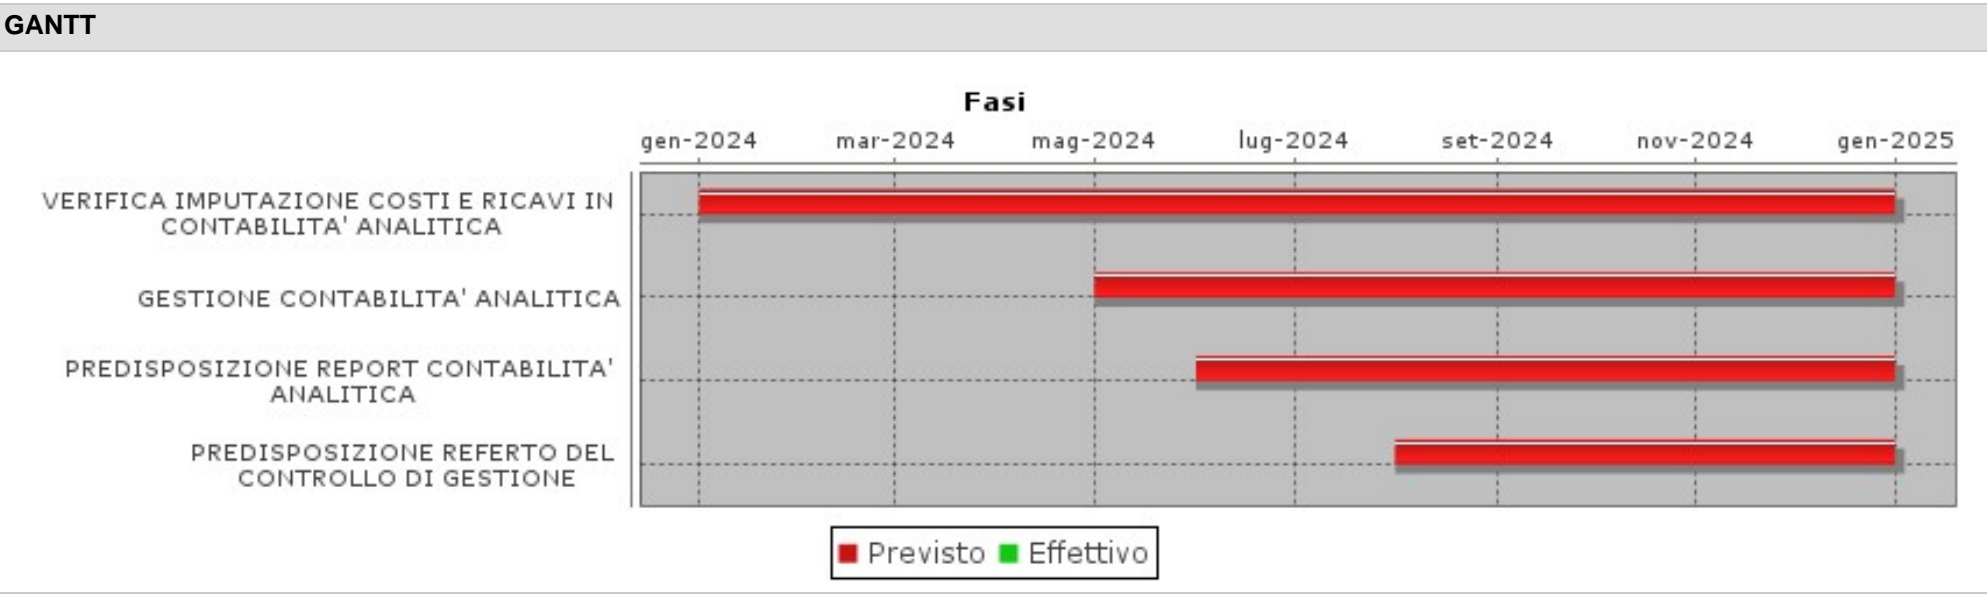 GANTT
Fasi
gen-2024 mar-2024 mag-2024 lug-2024 set-2024 nov-2024 gen-2025
VERIFICA IMPUTAZIONE COSTI E RICAVI IN
CONTABILITA' ANALITICA
GESTIONE CONTABILITA' ANALITICA
PREDISPOSIZIONE REPORT CONTABILITA'
ANALITICA
PREDISPOSIZIONE REFERTO DEL
CONTROLLO DI GESTIONE
Previsto Effettivo